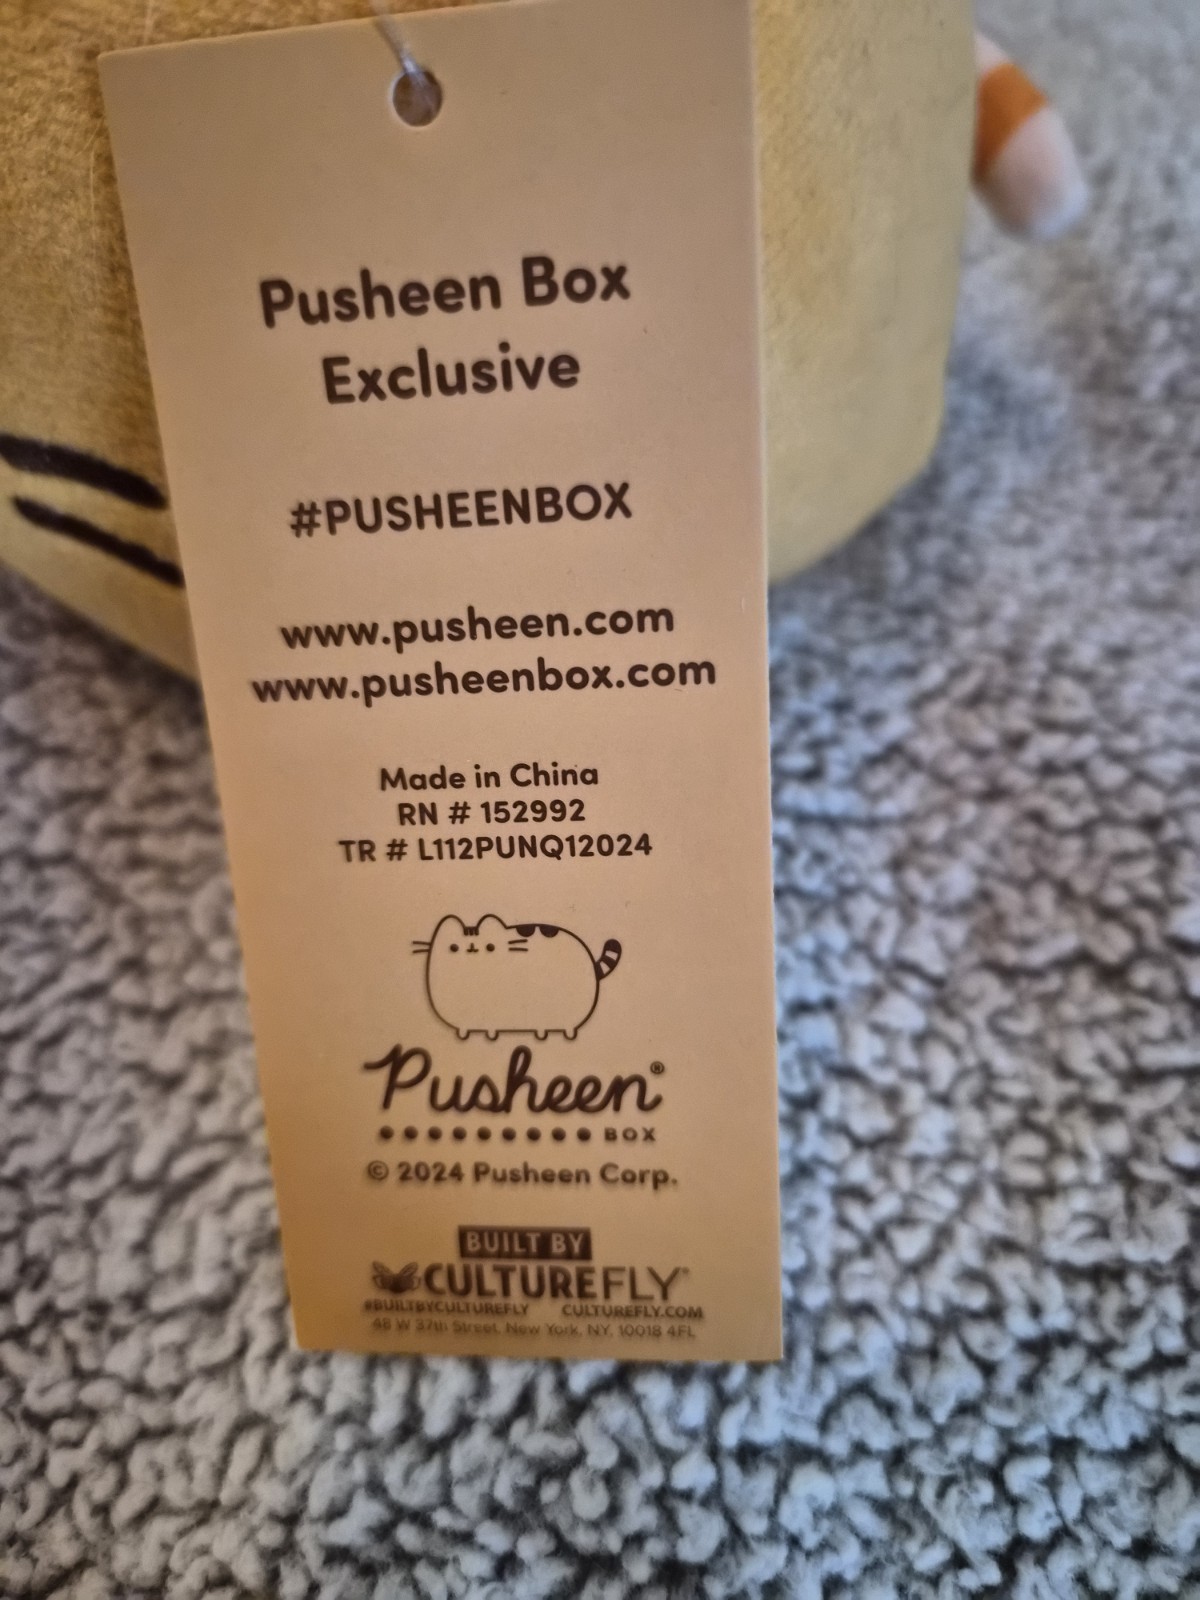 Pusheen Box
Exclusive
#PUSHEENBOX
www.pusheen.com
www.pusheenbox.com
Made in China
RN # 152992
TR # L112PUNQ12024
Pusheen®
BOX
© 2024 Pusheen Corp.
BUILT BY
CULTUREFLY
#BUILTBYCULTUREFLY CULTUREFLY.COM
48 W 37th Street, New York, NY, 10018 4FL